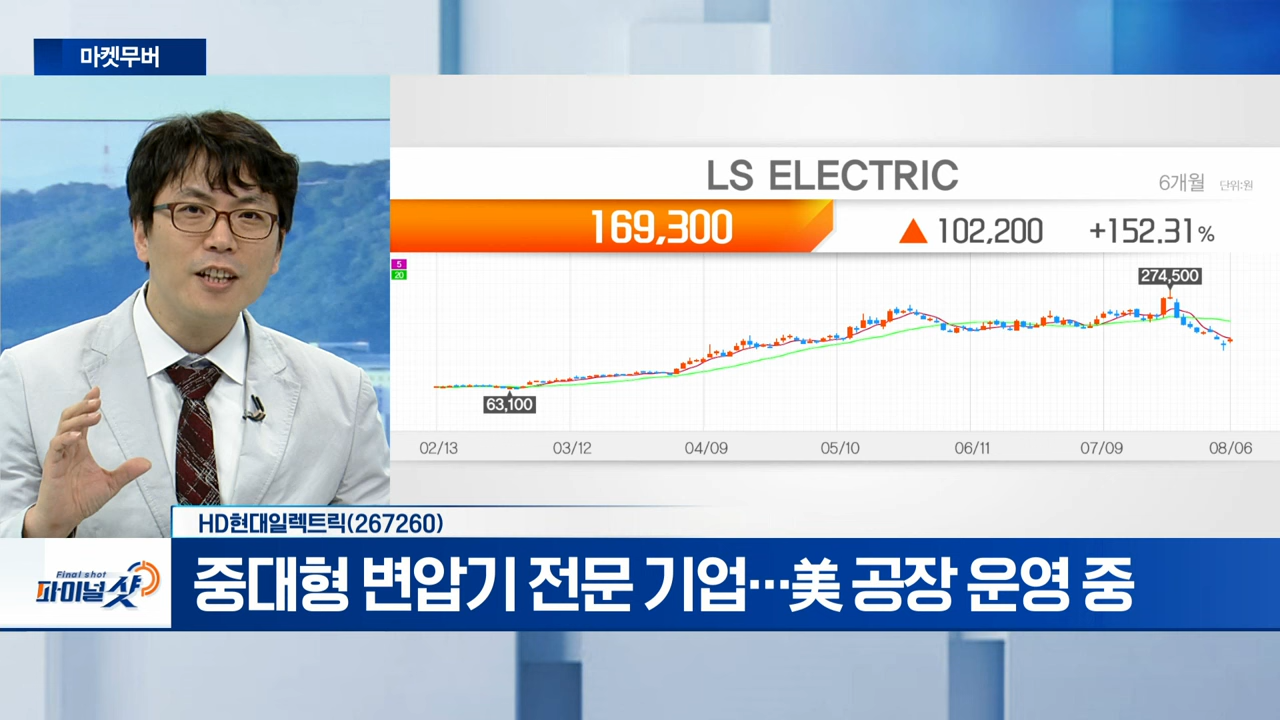 마켓무버
LS ELECTRIC
6개월 단위:원
169,300 ▲ 102,200 +152.31%
5
20
274,500
63,100
02/13 03/12 04/09 05/10 06/11 07/09 08/06
HD현대일렉트릭(267260)
Final shot
파이널샷
중대형 변압기 전문 기업…美 공장 운영 중